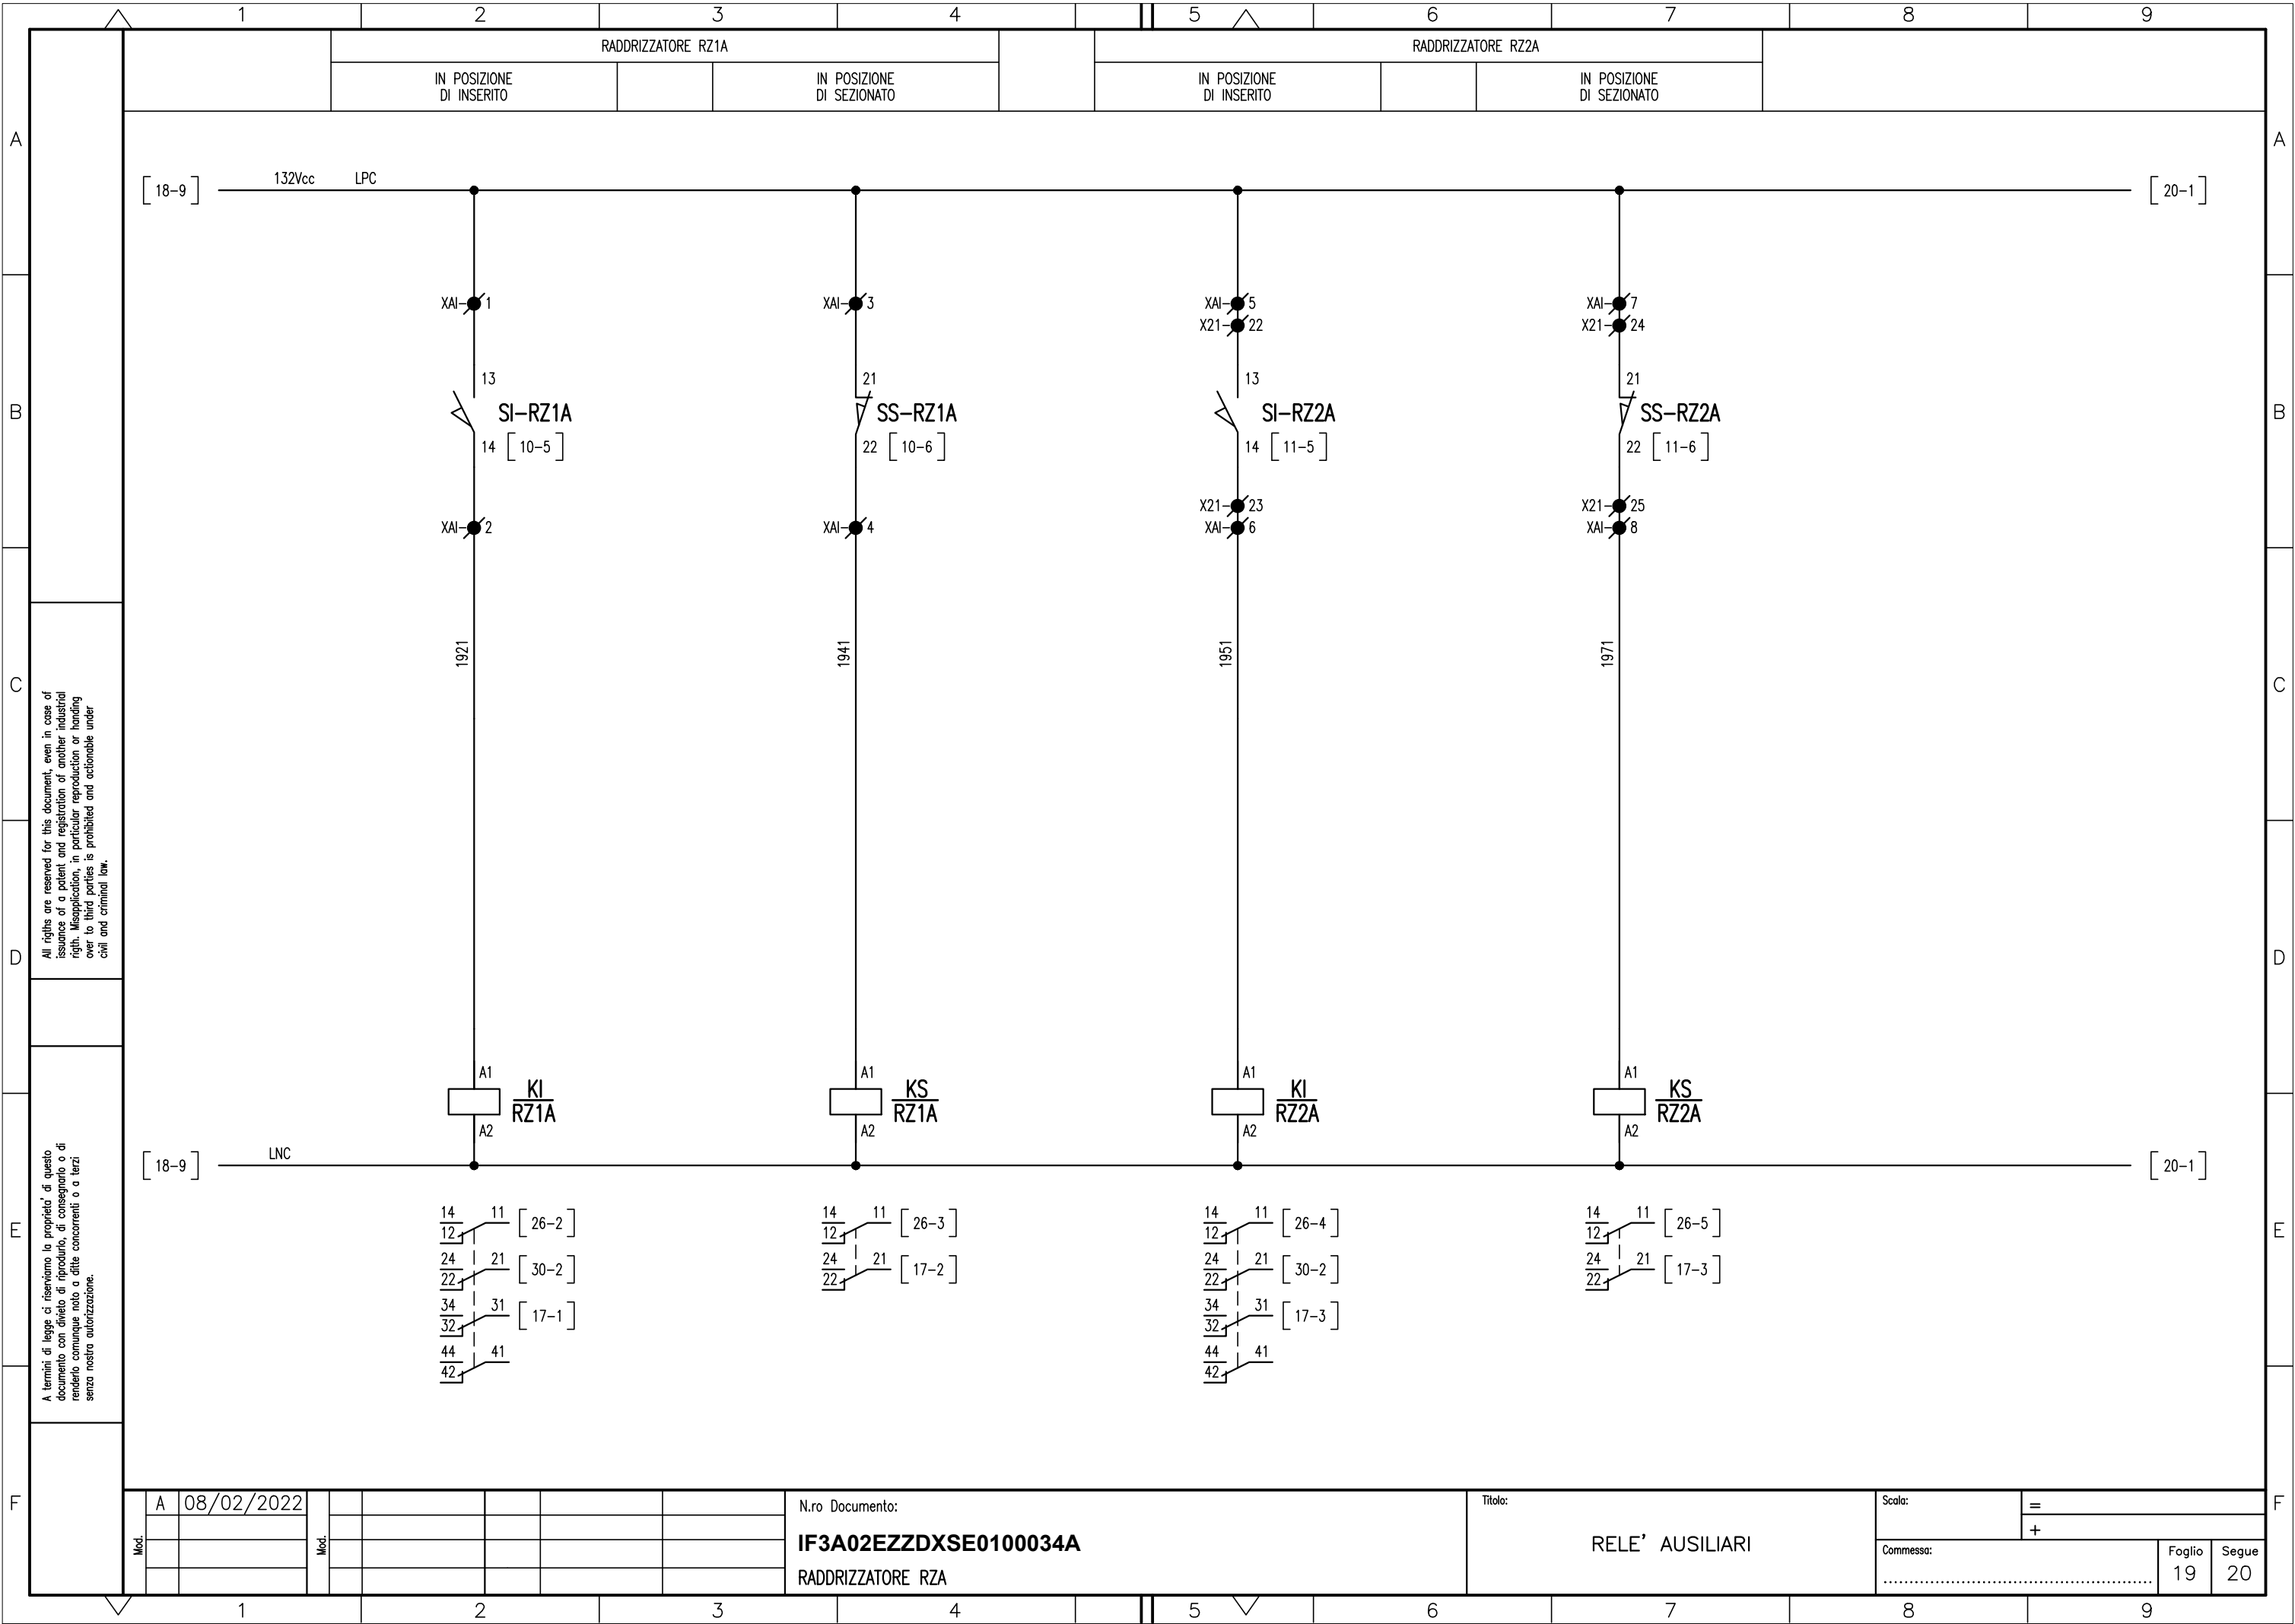 1 2 3 4 5 6 7 8 9
RADDRIZZATORE RZ1A
RADDRIZZATORE RZ2A
IN POSIZIONE
DI INSERITO
IN POSIZIONE
DI SEZIONATO
IN POSIZIONE
DI INSERITO
IN POSIZIONE
DI SEZIONATO
A A
[18-9] 132Vcc LPC [20-1]
XAI- 1
XAI- 3
XAI- 5
X21- 22
XAI- 7
X21- 24
13
SI-RZ1A
14 [10-5]
21
SS-RZ1A
22 [10-6]
13
SI-RZ2A
14 [11-5]
21
SS-RZ2A
22 [11-6]
B B
XAI- 2
XAI- 4
X21- 23
XAI- 6
X21- 25
XAI- 8
1921
1941
1951
1971
C C
All rigths are reserved for this document, even in case of
issuance of a patent and registration of another industrial
rigth. Misapplication, in particular reproduction or handing
over to third parties is prohibited and actionable under
civil and criminal law.
D D
A1
KI
RZ1A
A2
A1
KS
RZ1A
A2
A1
KI
RZ2A
A2
A1
KS
RZ2A
A2
[18-9] LNC [20-1]
A termini di legge ci riserviamo la proprieta' di questo
documento con divieto di riprodurlo, di consegnarlo o di
renderlo comunque noto a ditte concorrenti o a terzi
senza nostra autorizzazione.
E E
14 11 [26-2]
12
24 21 [30-2]
22
34 31 [17-1]
32
44 41
42
14 11 [26-3]
12
24 21 [17-2]
22
14 11 [26-4]
12
24 21 [30-2]
22
34 31 [17-3]
32
44 41
42
14 11 [26-5]
12
24 21 [17-3]
22
F F
Mod.
A 08/02/2022
Mod.
N.ro Documento:
IF3A02EZZDXSE0100034A
RADDRIZZATORE RZA
Titolo:
RELE' AUSILIARI
Scala:
=
+
Commessa:
Foglio
19
Segue
20
1 2 3 4 5 6 7 8 9